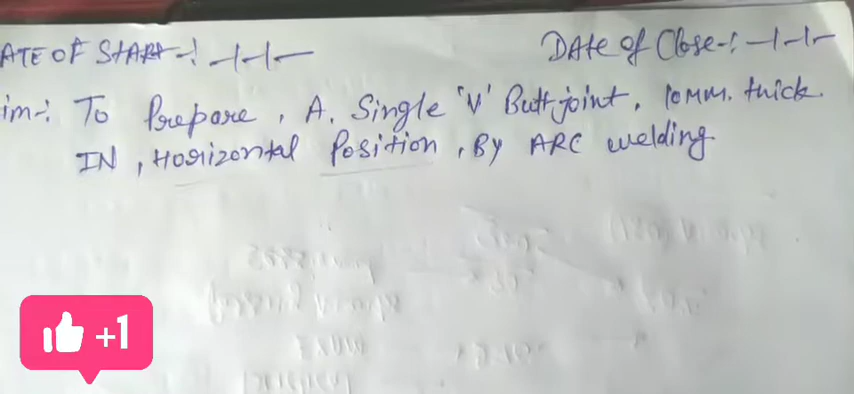 ATE OF START-: -/-/-
DAte of Close-: -/-/-
im-: To Prepare, A. Single 'V' Butt joint, 10MM. thick.
IN, Horizontal Position, By ARC welding
+1